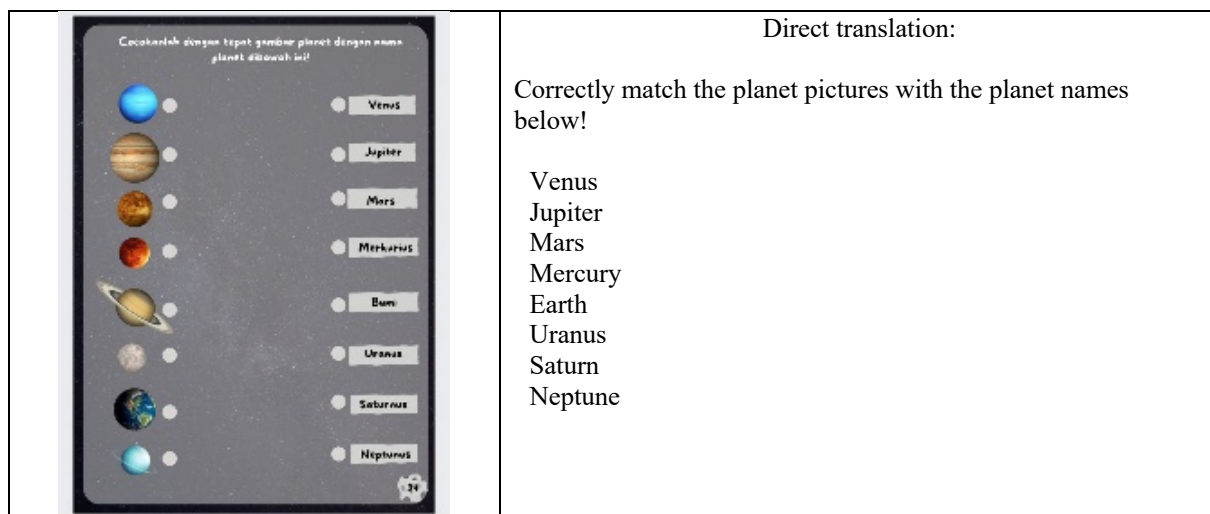 Cocokanlah dengan tepat gambar planet dengan nama
planet dibawah ini!
Venus
Jupiter
Mars
Merkurius
Bumi
Uranus
Saturnus
Neptunus
34
Direct translation:
Correctly match the planet pictures with the planet names
below!
Venus
Jupiter
Mars
Mercury
Earth
Uranus
Saturn
Neptune